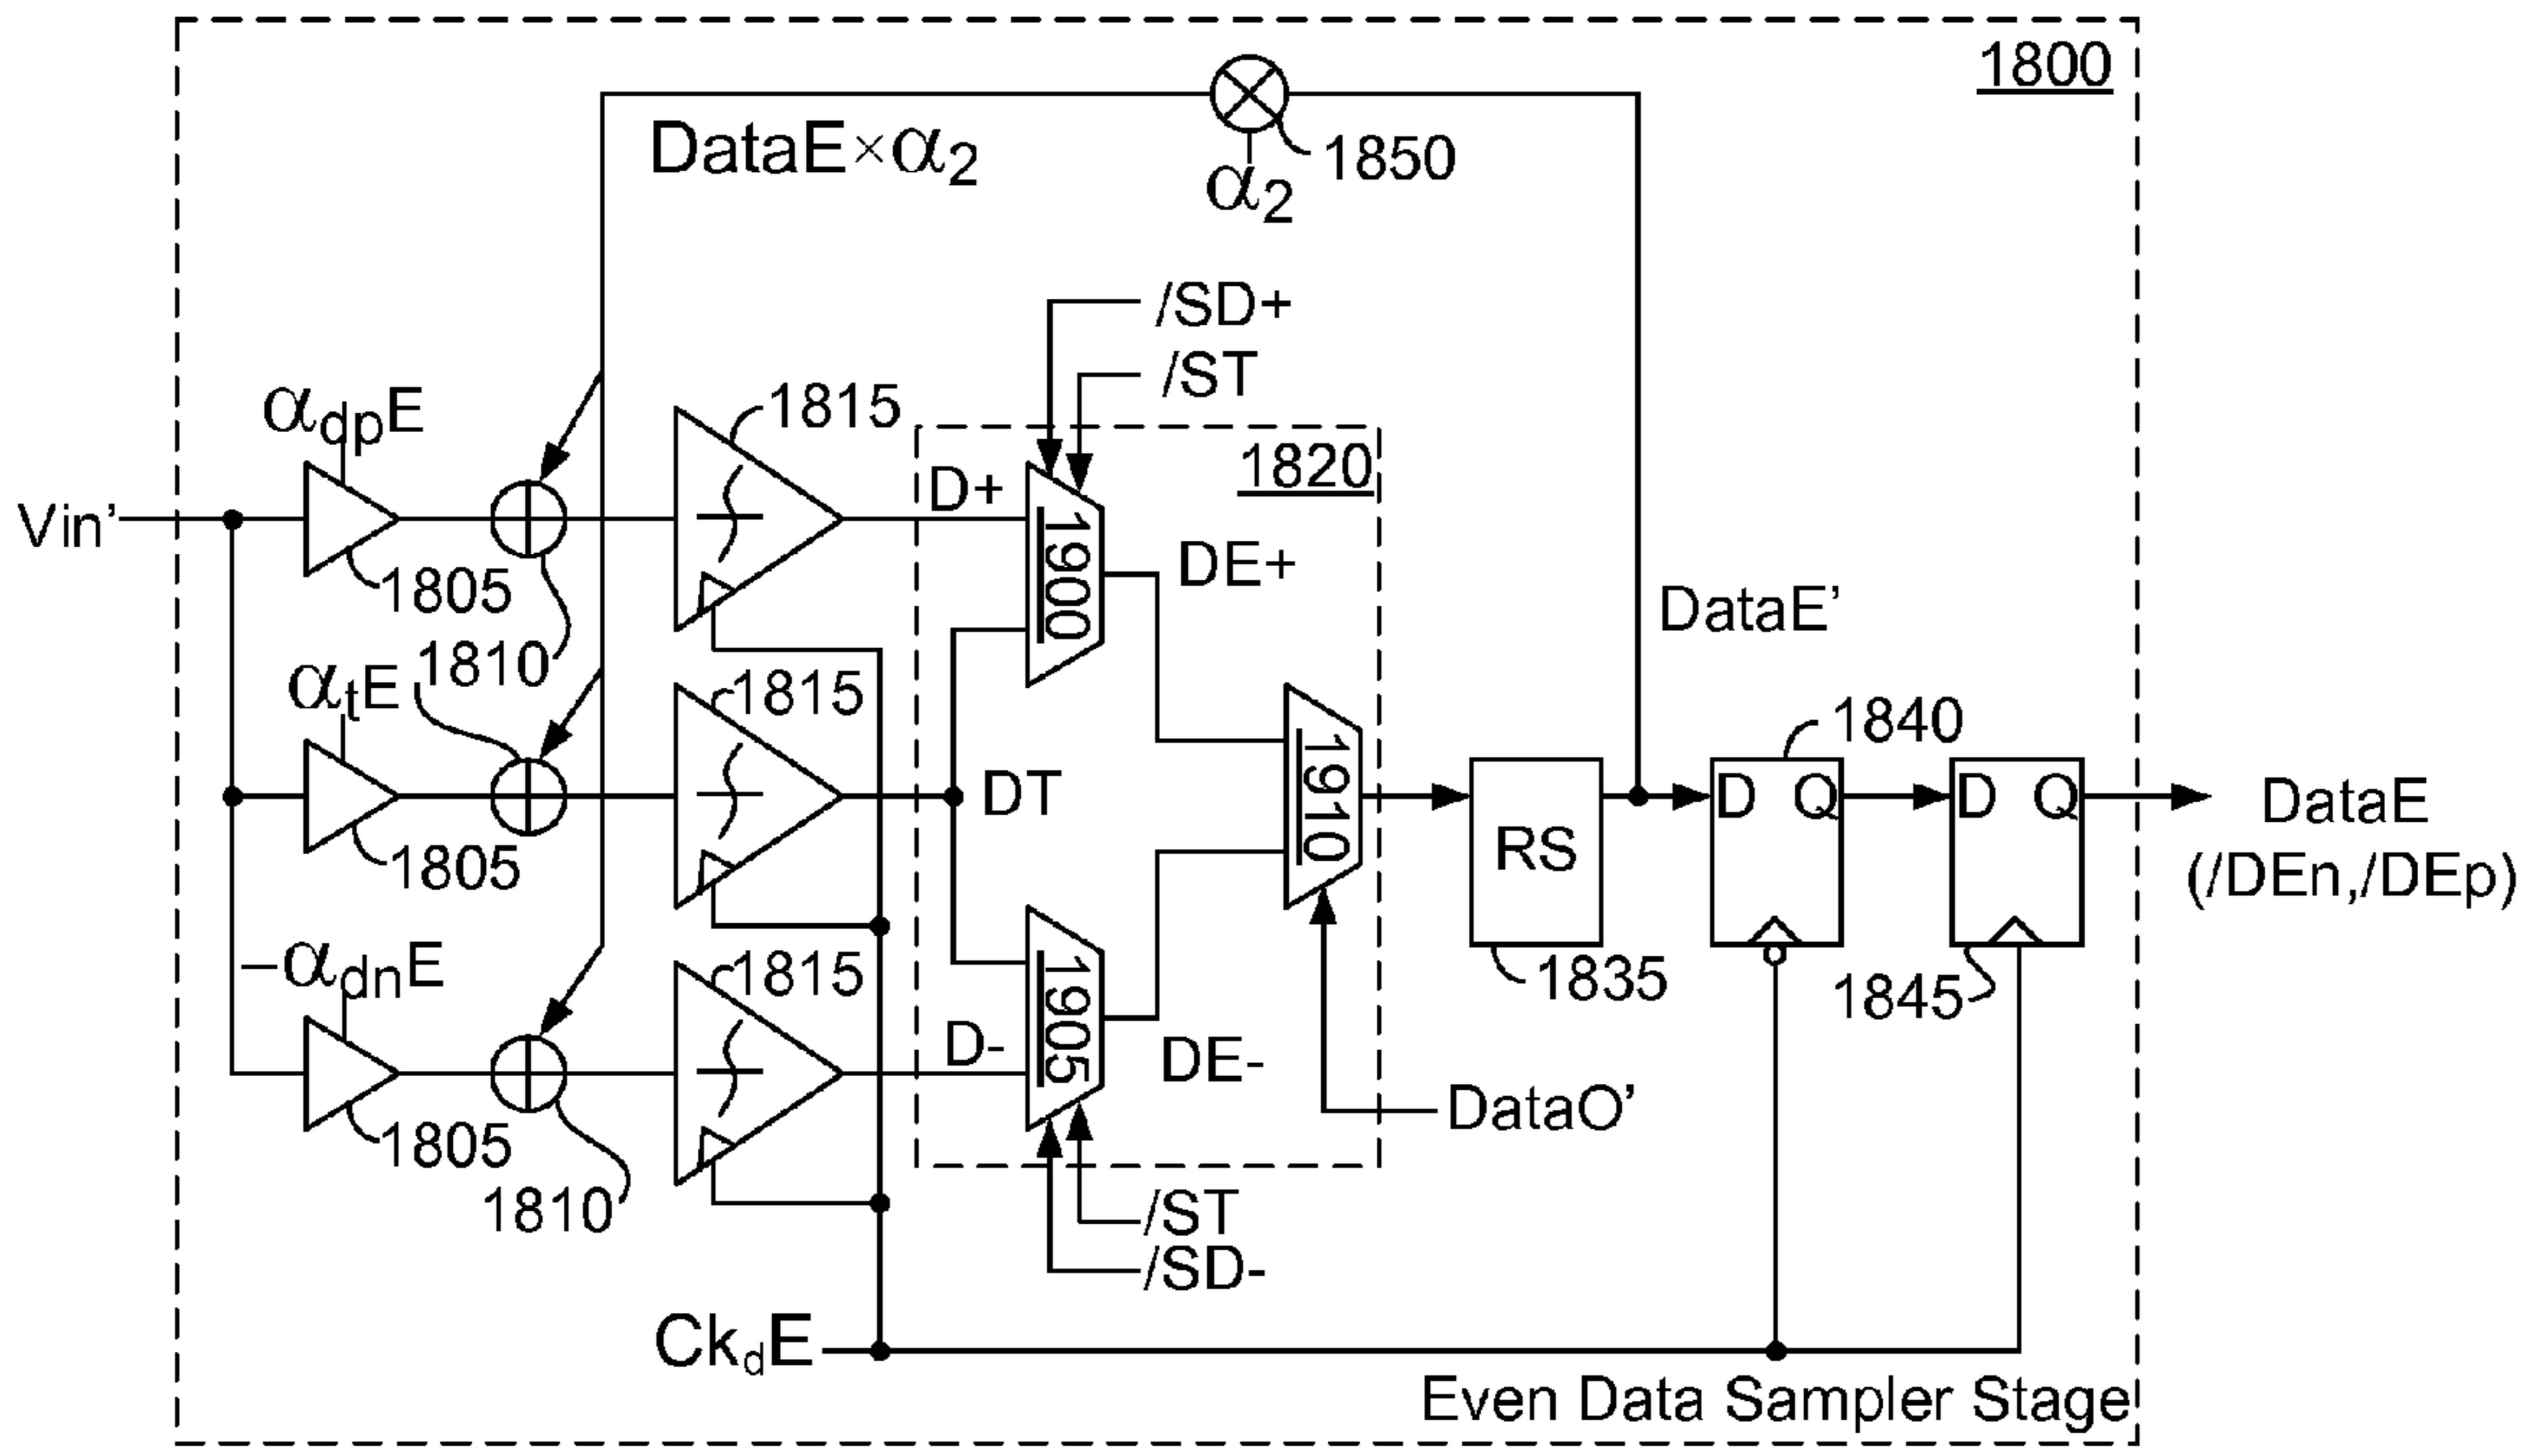 1800
DataE×α₂
1850
α₂
/SD+
/ST
αdpE
1815
1820
D+
Vin’
1900
DE+
1805
DataE’
1810
αtE
1815
1840
DT
1910
D Q
D Q
DataE
(/DEn,/DEp)
RS
1805
-αdnE
1815
1905
1835
1845
D-
DE-
DataO’
1805
1810
/ST
/SD-
CkdE
Even Data Sampler Stage